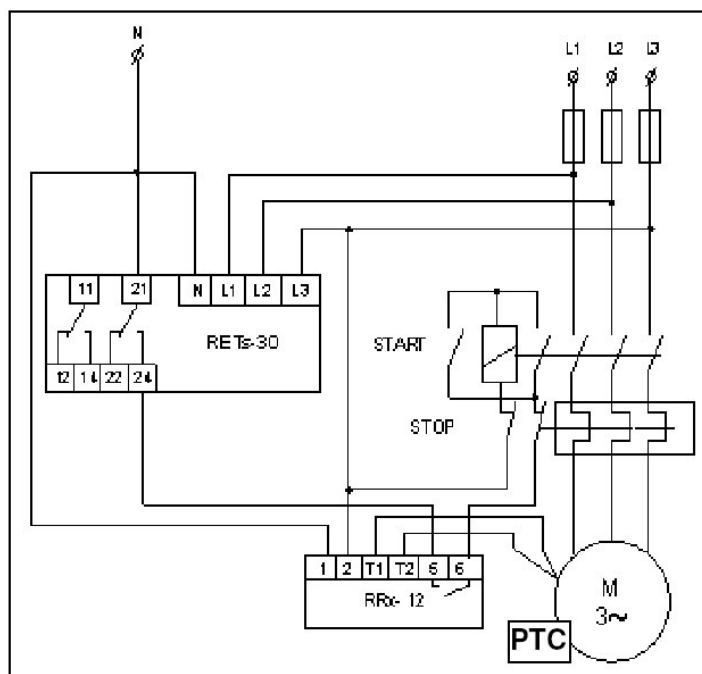 N
L1 L2 L3
11 21 N L1 L2 L3
RETs-30
12 14 22 24
START
STOP
1 2 T1 T2 5 6
RRx-12
M
3~
PTC